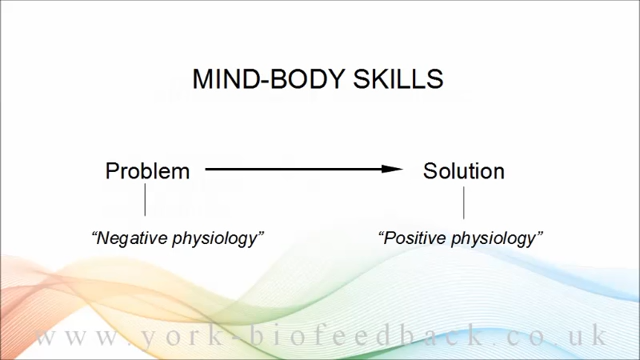 MIND-BODY SKILLS
Problem Solution
“Negative physiology” “Positive physiology”
www.york-biofeedback.co.uk